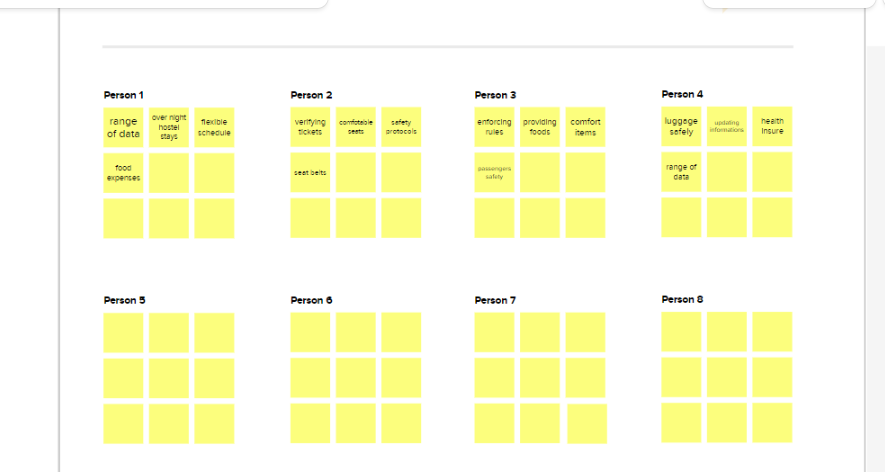 Person 1
Person 2
Person 3
Person 4
range
of data
over night
hostel
stays
flexible
schedule
verifying
tickets
comfotable
seats
safety
protocols
enforcing
rules
providing
foods
comfort
items
luggage
safely
updating
informations
health
insure
food
expenses
seat belts
passengers
safety
range of
data
Person 5
Person 6
Person 7
Person 8